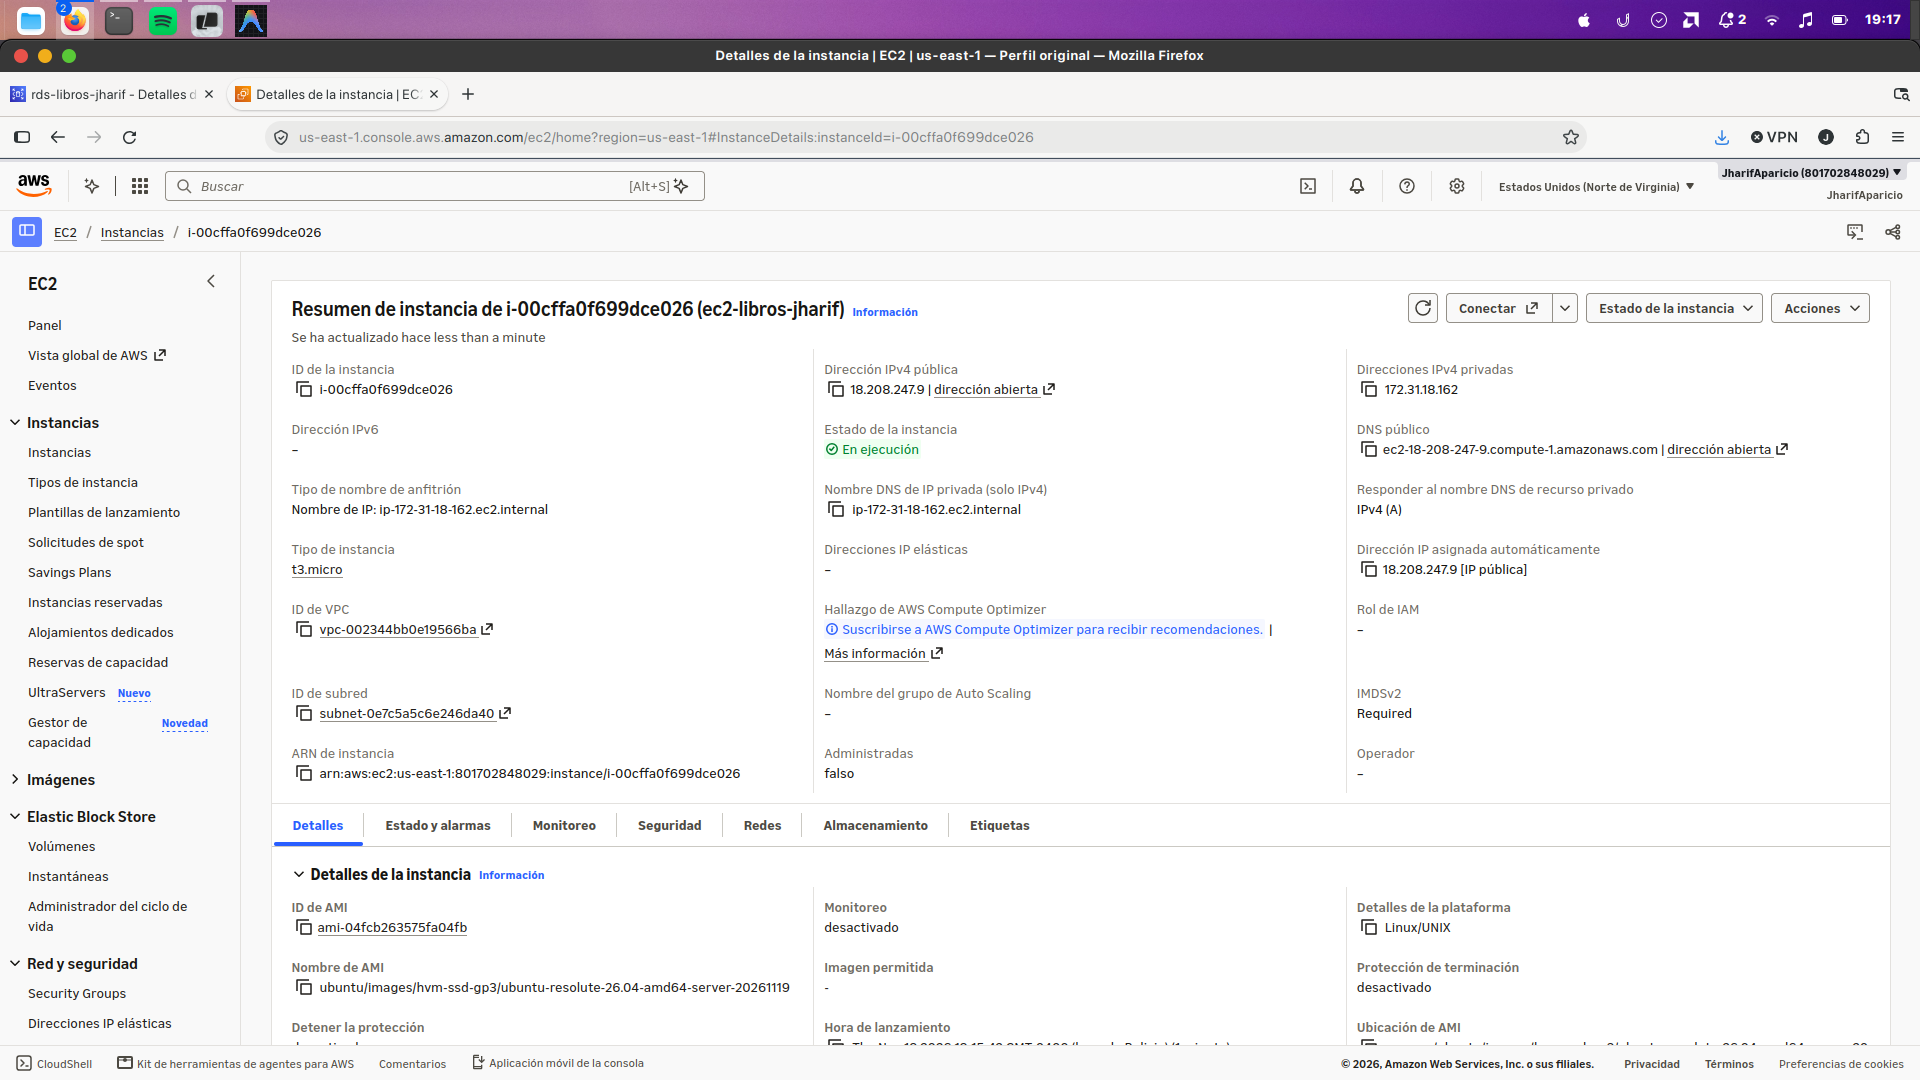 2
2
19:17
Detalles de la instancia | EC2 | us-east-1 — Perfil original — Mozilla Firefox
rds-libros-jharif - Detalles d
Detalles de la instancia | EC
us-east-1.console.aws.amazon.com/ec2/home?region=us-east-1#InstanceDetails:instanceId=i-00cffa0f699dce026
VPN
J
aws
Buscar
[Alt+S]
Estados Unidos (Norte de Virginia)
JharifAparicio (801702848029)
JharifAparicio
EC2 / Instancias / i-00cffa0f699dce026
EC2
Panel
Vista global de AWS
Eventos
Instancias
Instancias
Tipos de instancia
Plantillas de lanzamiento
Solicitudes de spot
Savings Plans
Instancias reservadas
Alojamientos dedicados
Reservas de capacidad
UltraServers Nuevo
Gestor de capacidad Novedad
Imágenes
Elastic Block Store
Volúmenes
Instantáneas
Administrador del ciclo de vida
Red y seguridad
Security Groups
Direcciones IP elásticas
Resumen de instancia de i-00cffa0f699dce026 (ec2-libros-jharif) Información
Se ha actualizado hace less than a minute
Conectar
Estado de la instancia
Acciones
ID de la instancia
i-00cffa0f699dce026
Dirección IPv4 pública
18.208.247.9 | dirección abierta
Direcciones IPv4 privadas
172.31.18.162
Dirección IPv6
–
Estado de la instancia
En ejecución
DNS público
ec2-18-208-247-9.compute-1.amazonaws.com | dirección abierta
Tipo de nombre de anfitrión
Nombre de IP: ip-172-31-18-162.ec2.internal
Nombre DNS de IP privada (solo IPv4)
ip-172-31-18-162.ec2.internal
Responder al nombre DNS de recurso privado
IPv4 (A)
Tipo de instancia
t3.micro
Direcciones IP elásticas
–
Dirección IP asignada automáticamente
18.208.247.9 [IP pública]
ID de VPC
vpc-002344bb0e19566ba
Hallazgo de AWS Compute Optimizer
Suscribirse a AWS Compute Optimizer para recibir recomendaciones. |
Más información
Rol de IAM
–
ID de subred
subnet-0e7c5a5c6e246da40
Nombre del grupo de Auto Scaling
–
IMDSv2
Required
ARN de instancia
arn:aws:ec2:us-east-1:801702848029:instance/i-00cffa0f699dce026
Administradas
falso
Operador
–
Detalles
Estado y alarmas
Monitoreo
Seguridad
Redes
Almacenamiento
Etiquetas
Detalles de la instancia Información
ID de AMI
ami-04fcb263575fa04fb
Monitoreo
desactivado
Detalles de la plataforma
Linux/UNIX
Nombre de AMI
ubuntu/images/hvm-ssd-gp3/ubuntu-resolute-26.04-amd64-server-20261119
Imagen permitida
-
Protección de terminación
desactivado
Detener la protección
Hora de lanzamiento
Ubicación de AMI
CloudShell
Kit de herramientas de agentes para AWS
Comentarios
Aplicación móvil de la consola
© 2026, Amazon Web Services, Inc. o sus filiales.
Privacidad
Términos
Preferencias de cookies